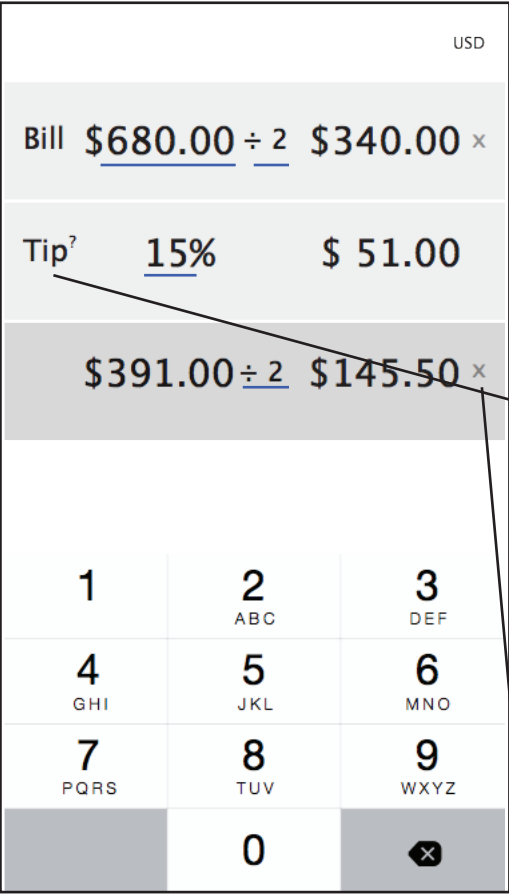 USD
Bill $680.00 ÷ 2 $340.00 x
Tip? 15% $ 51.00
$391.00 ÷ 2 $145.50 x
1 2 3
ABC DEF
4 5 6
GHI JKL MNO
7 8 9
PQRS TUV WXYZ
0